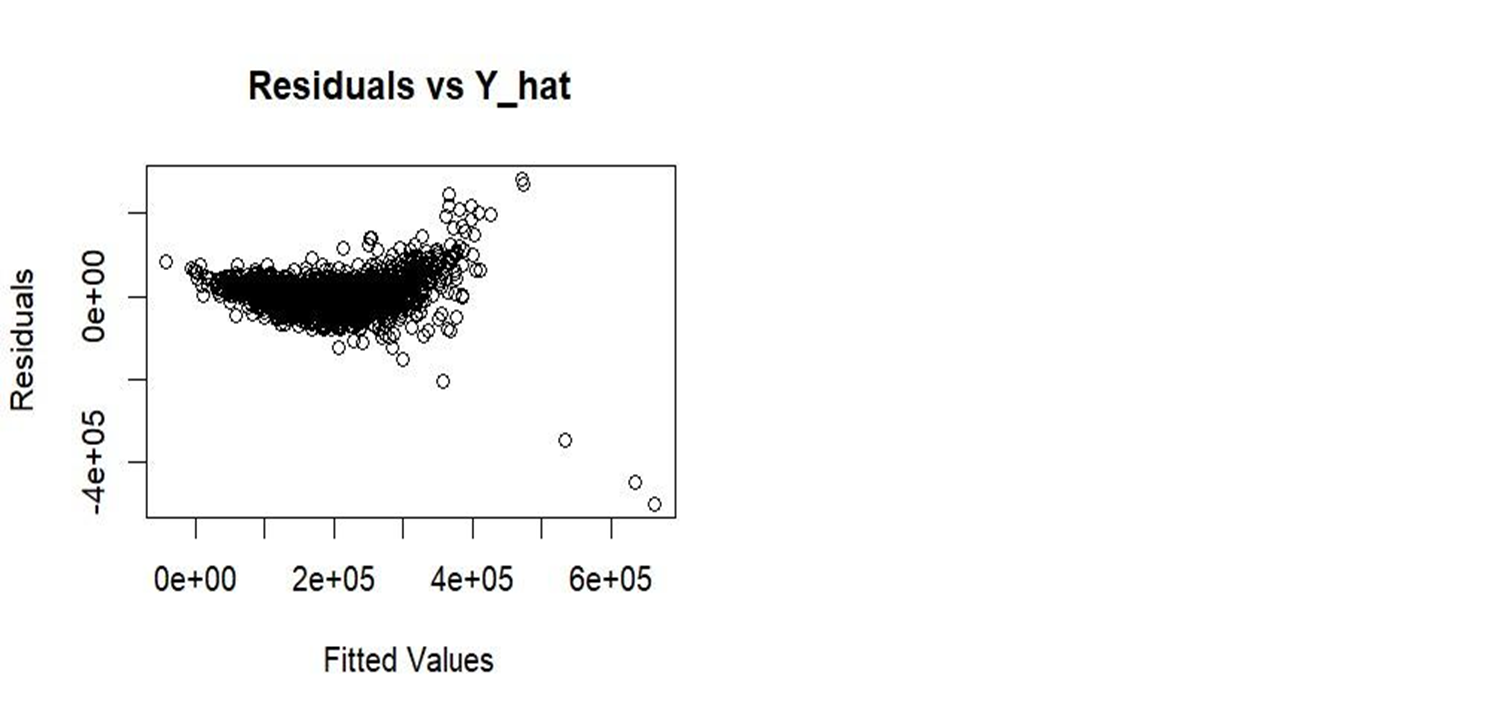 Residuals vs Y_hat
Residuals
0e+00
-4e+05
0e+00 2e+05 4e+05 6e+05
Fitted Values